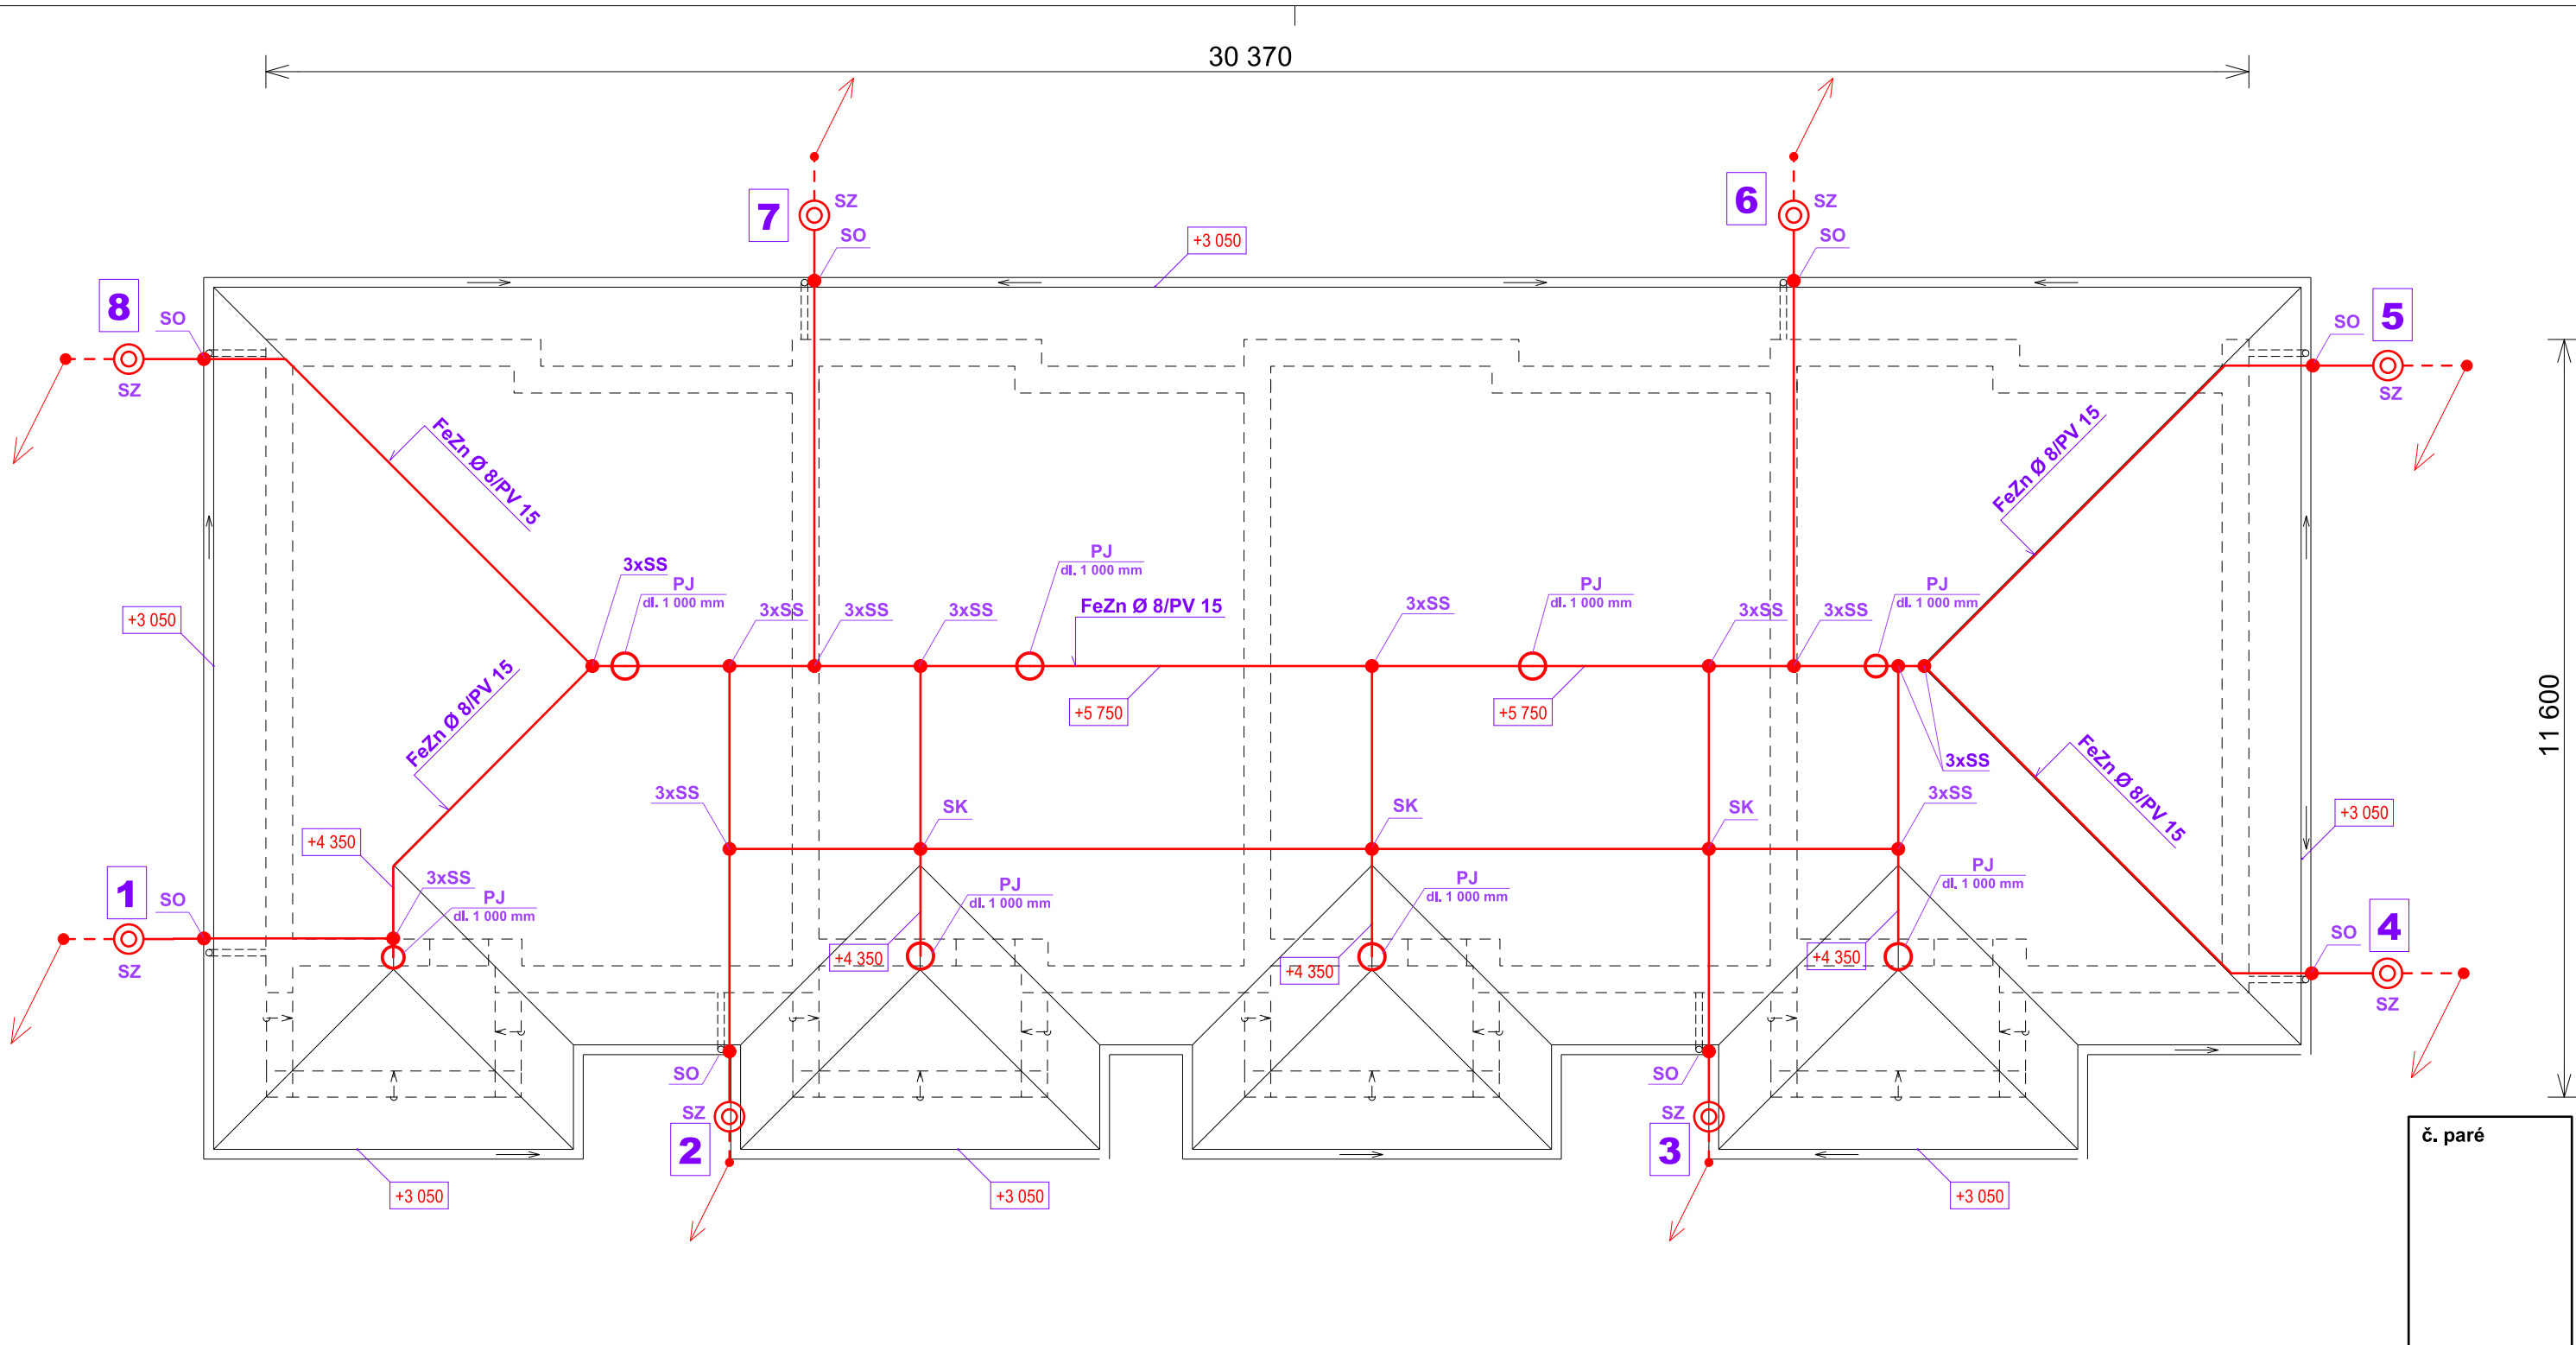 30 370
7
SZ
SO
6
SZ
SO
+3 050
8
SO
SZ
5
SO
SZ
FeZn Ø 8/PV 15
FeZn Ø 8/PV 15
3xSS
PJ
dl. 1 000 mm
3xSS
3xSS
3xSS
PJ
dl. 1 000 mm
FeZn Ø 8/PV 15
3xSS
PJ
dl. 1 000 mm
3xSS
3xSS
PJ
dl. 1 000 mm
+3 050
FeZn Ø 8/PV 15
+5 750
+5 750
11 600
3xSS
FeZn Ø 8/PV 15
3xSS
SK
SK
SK
3xSS
+3 050
+4 350
1
SO
SZ
3xSS
PJ
dl. 1 000 mm
PJ
dl. 1 000 mm
PJ
dl. 1 000 mm
PJ
dl. 1 000 mm
+4 350
+4 350
+4 350
4
SO
SZ
SO
SZ
2
SO
SZ
3
+3 050
+3 050
+3 050
č. paré